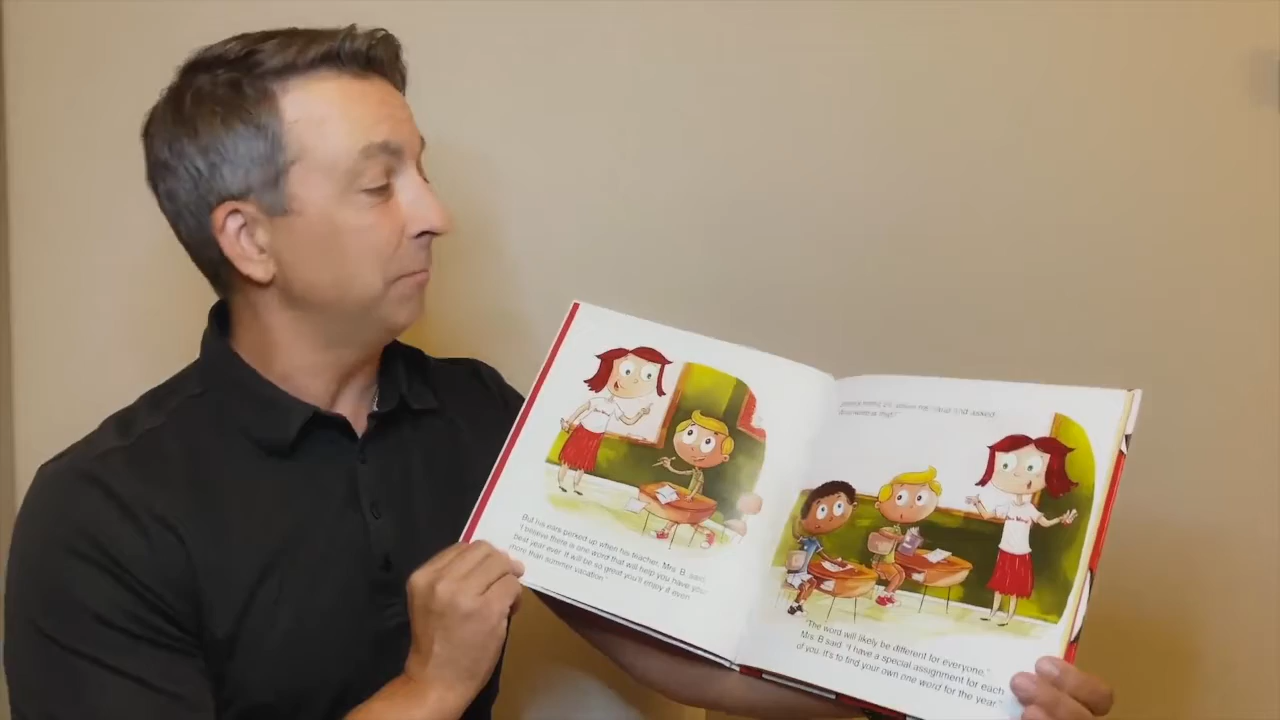 But his ears perked up when his teacher, Mrs. B. said,
"I believe there is one word that will help you have your
best year ever. It will be so great you'll enjoy it even
more than summer vacation."
and asked
"The word will likely be different for everyone,"
Mrs. B said. "I have a special assignment for each
of you. It's to find your own one word for the year."